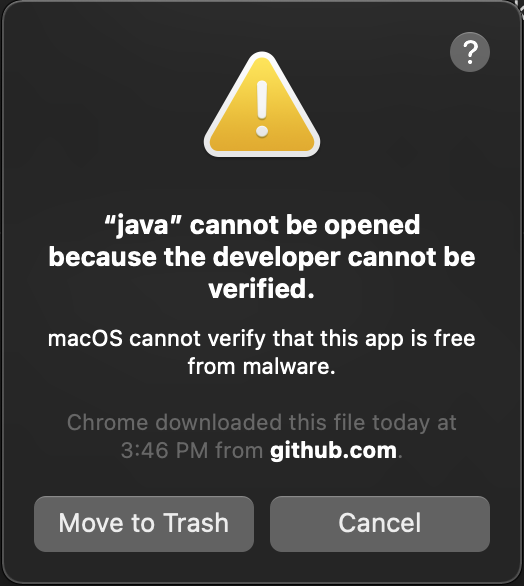 ?
“java” cannot be opened
because the developer cannot be
verified.
macOS cannot verify that this app is free
from malware.
Chrome downloaded this file today at
3:46 PM from github.com.
Move to Trash
Cancel